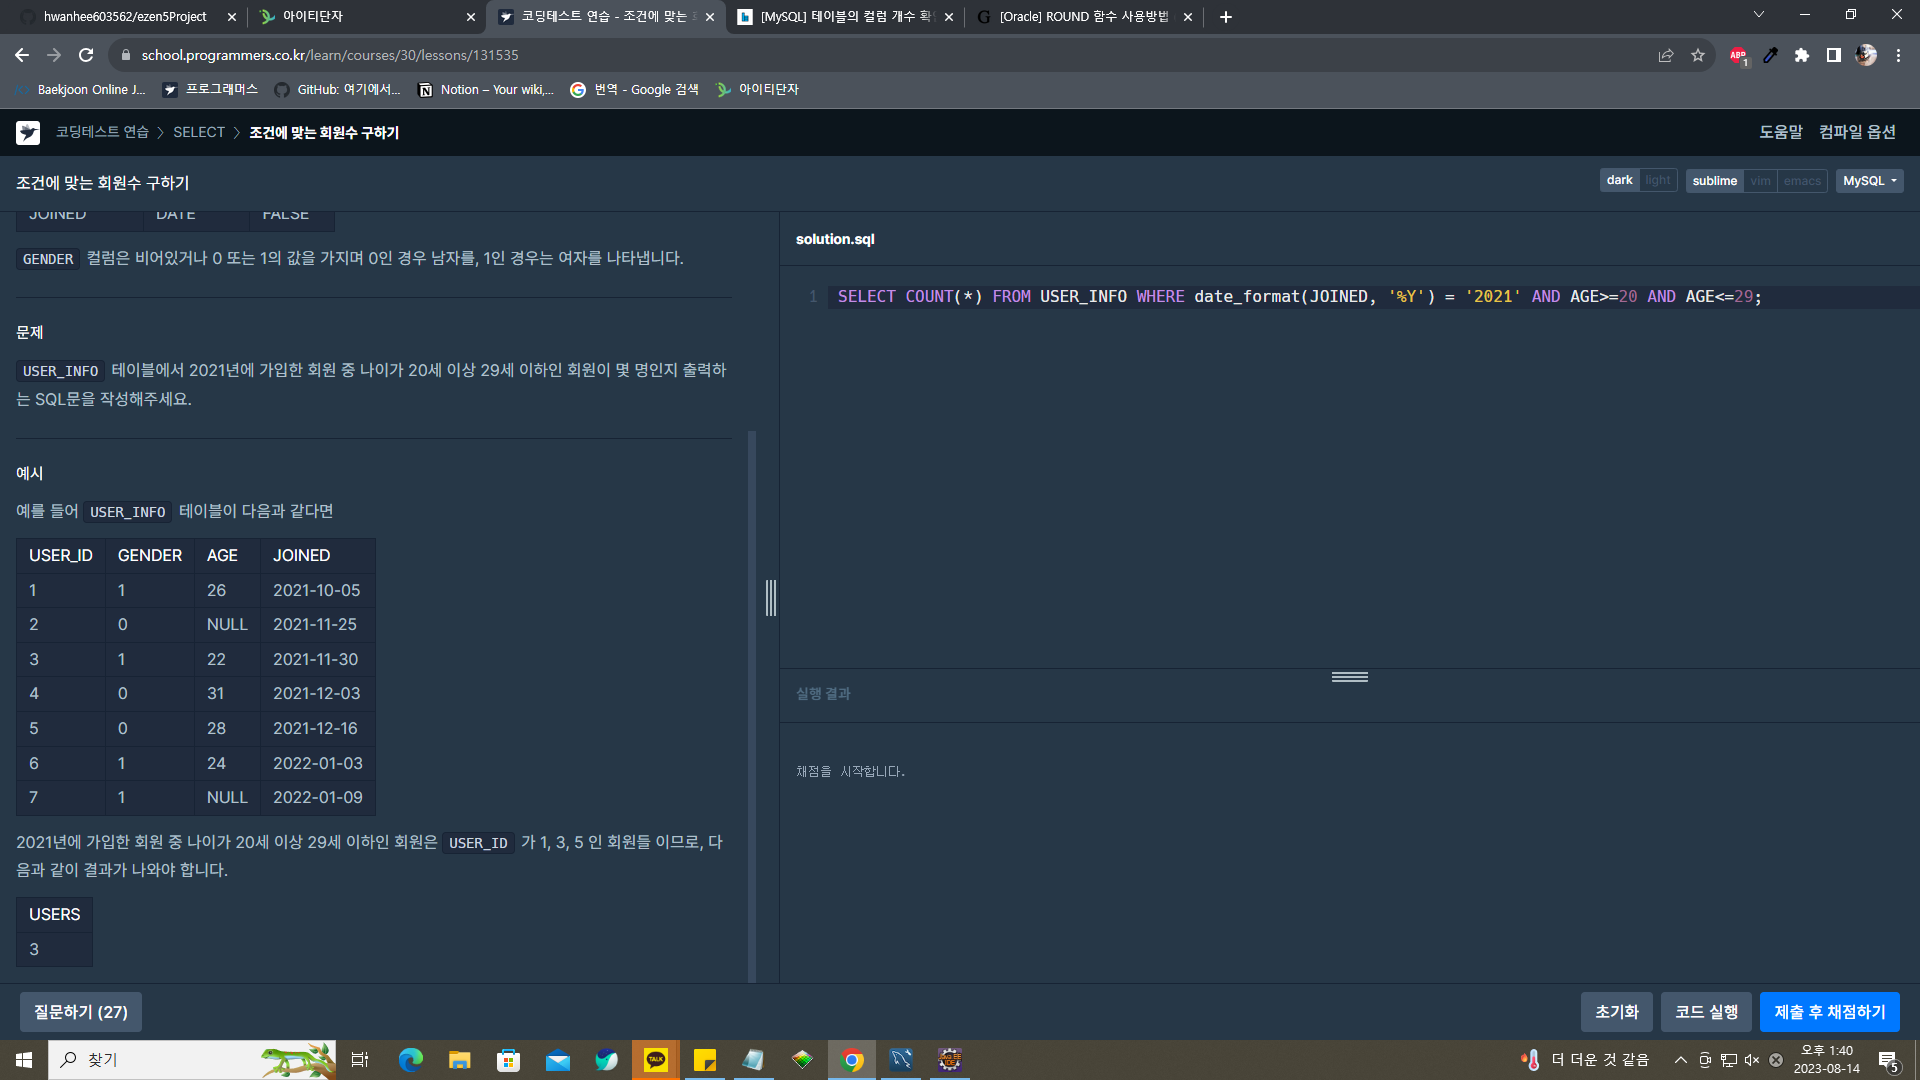 hwanhee603562/ezen5Project
아이티단자
코딩테스트 연습 - 조건에 맞는
[MySQL] 테이블의 컬럼 개수 확
[Oracle] ROUND 함수 사용방법
school.programmers.co.kr/learn/courses/30/lessons/131535
ABP
1
Baekjoon Online J...
프로그래머스
GitHub: 여기에서...
Notion – Your wiki,...
번역 - Google 검색
아이티단자
코딩테스트 연습 > SELECT > 조건에 맞는 회원수 구하기
도움말 컴파일 옵션
조건에 맞는 회원수 구하기
dark light
sublime vim emacs
MySQL
JOINED DATE FALSE
GENDER 컬럼은 비어있거나 0 또는 1의 값을 가지며 0인 경우 남자를, 1인 경우는 여자를 나타냅니다.
문제
USER_INFO 테이블에서 2021년에 가입한 회원 중 나이가 20세 이상 29세 이하인 회원이 몇 명인지 출력하
는 SQL문을 작성해주세요.
예시
예를 들어 USER_INFO 테이블이 다음과 같다면
USER_ID GENDER AGE JOINED
1 1 26 2021-10-05
2 0 NULL 2021-11-25
3 1 22 2021-11-30
4 0 31 2021-12-03
5 0 28 2021-12-16
6 1 24 2022-01-03
7 1 NULL 2022-01-09
2021년에 가입한 회원 중 나이가 20세 이상 29세 이하인 회원은 USER_ID 가 1, 3, 5 인 회원들 이므로, 다
음과 같이 결과가 나와야 합니다.
USERS
3
solution.sql
1 SELECT COUNT(*) FROM USER_INFO WHERE date_format(JOINED, '%Y') = '2021' AND AGE>=20 AND AGE<=29;
실행 결과
채점을 시작합니다.
질문하기 (27)
초기화
코드 실행
제출 후 채점하기
찾기
TALK
더 더운 것 같음
오후 1:40
2023-08-14
5